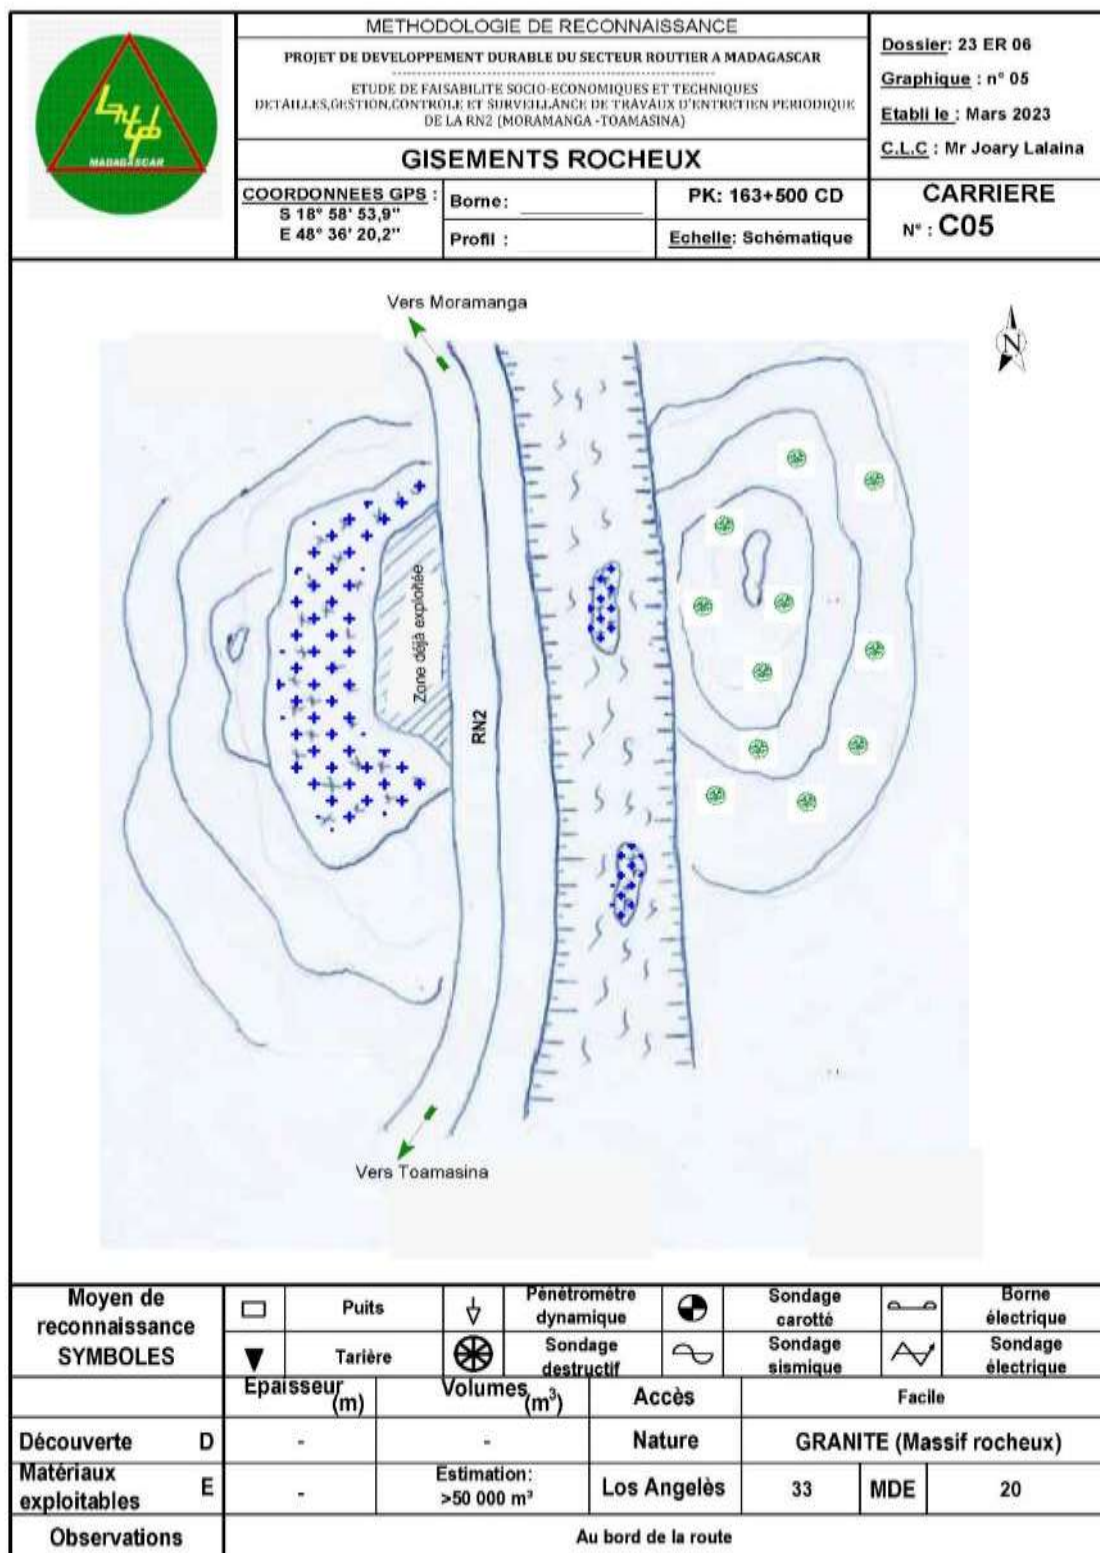 LNTPB
MADAGASCAR
METHODOLOGIE DE RECONNAISSANCE
PROJET DE DEVELOPPEMENT DURABLE DU SECTEUR ROUTIER A MADAGASCAR
ETUDE DE FAISABILITE SOCIO-ECONOMIQUES ET TECHNIQUES
DETAILLES,GESTION,CONTROLE ET SURVEILLANCE DE TRAVAUX D'ENTRETIEN PERIODIQUE
DE LA RN2 (MORAMANGA -TOAMASINA)
GISEMENTS ROCHEUX
Dossier: 23 ER 06
Graphique : n° 05
Etabli le : Mars 2023
C.L.C : Mr Joary Lalaina
COORDONNEES GPS :
S 18° 58' 53,9"
E 48° 36' 20,2"
Borne:
Profil :
PK: 163+500 CD
Echelle: Schématique
CARRIERE
N° : C05
Vers Moramanga
N
Zone déjà exploitée
RN2
Vers Toamasina
Moyen de
reconnaissance
SYMBOLES
Puits
Pénétromètre
dynamique
Sondage
carotté
Borne
électrique
Tarière
Sondage
destructif
Sondage
sismique
Sondage
électrique
Epaisseur (m)
Volumes (m³)
Accès
Facile
Découverte D
-
-
Nature
GRANITE (Massif rocheux)
Matériaux
exploitables E
-
Estimation:
>50 000 m³
Los Angelès
33
MDE
20
Observations
Au bord de la route